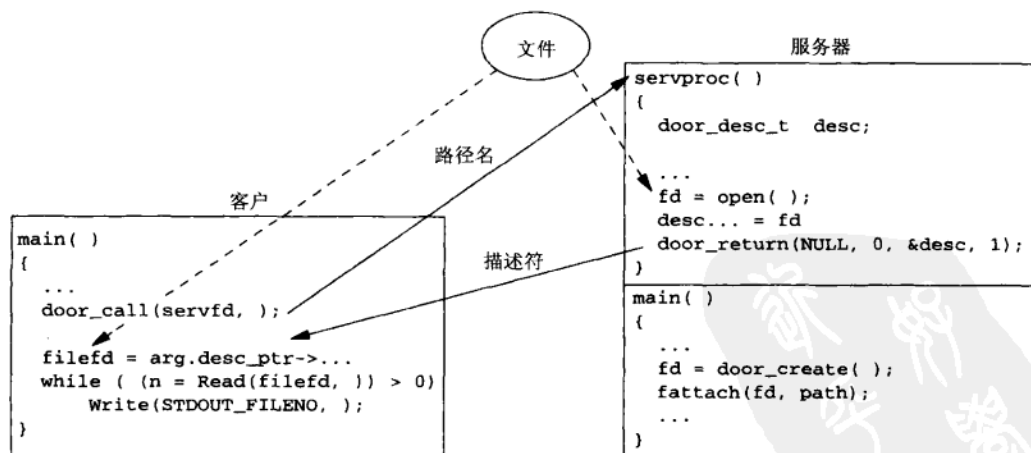 文件
服务器
servproc( )
{
door_desc_t desc;
...
fd = open( );
desc... = fd
door_return(NULL, 0, &desc, 1);
}
main( )
{
...
fd = door_create( );
fattach(fd, path);
...
}
路径名
描述符
客户
main( )
{
...
door_call(servfd, );
filefd = arg.desc_ptr->...
while ( (n = Read(filefd, )) > 0)
Write(STDOUT_FILENO, );
}